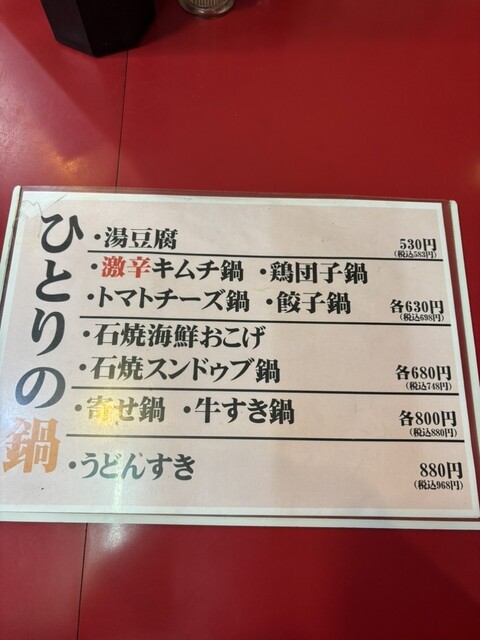 ひとりの鍋
・湯豆腐 530円
(税込583円)
・激辛キムチ鍋 ・鶏団子鍋
・トマトチーズ鍋 ・餃子鍋 各630円
(税込698円)
・石焼海鮮おこげ
・石焼スンドゥブ鍋 各680円
(税込748円)
・寄せ鍋 ・牛すき鍋 各800円
(税込880円)
・うどんすき 880円
(税込968円)